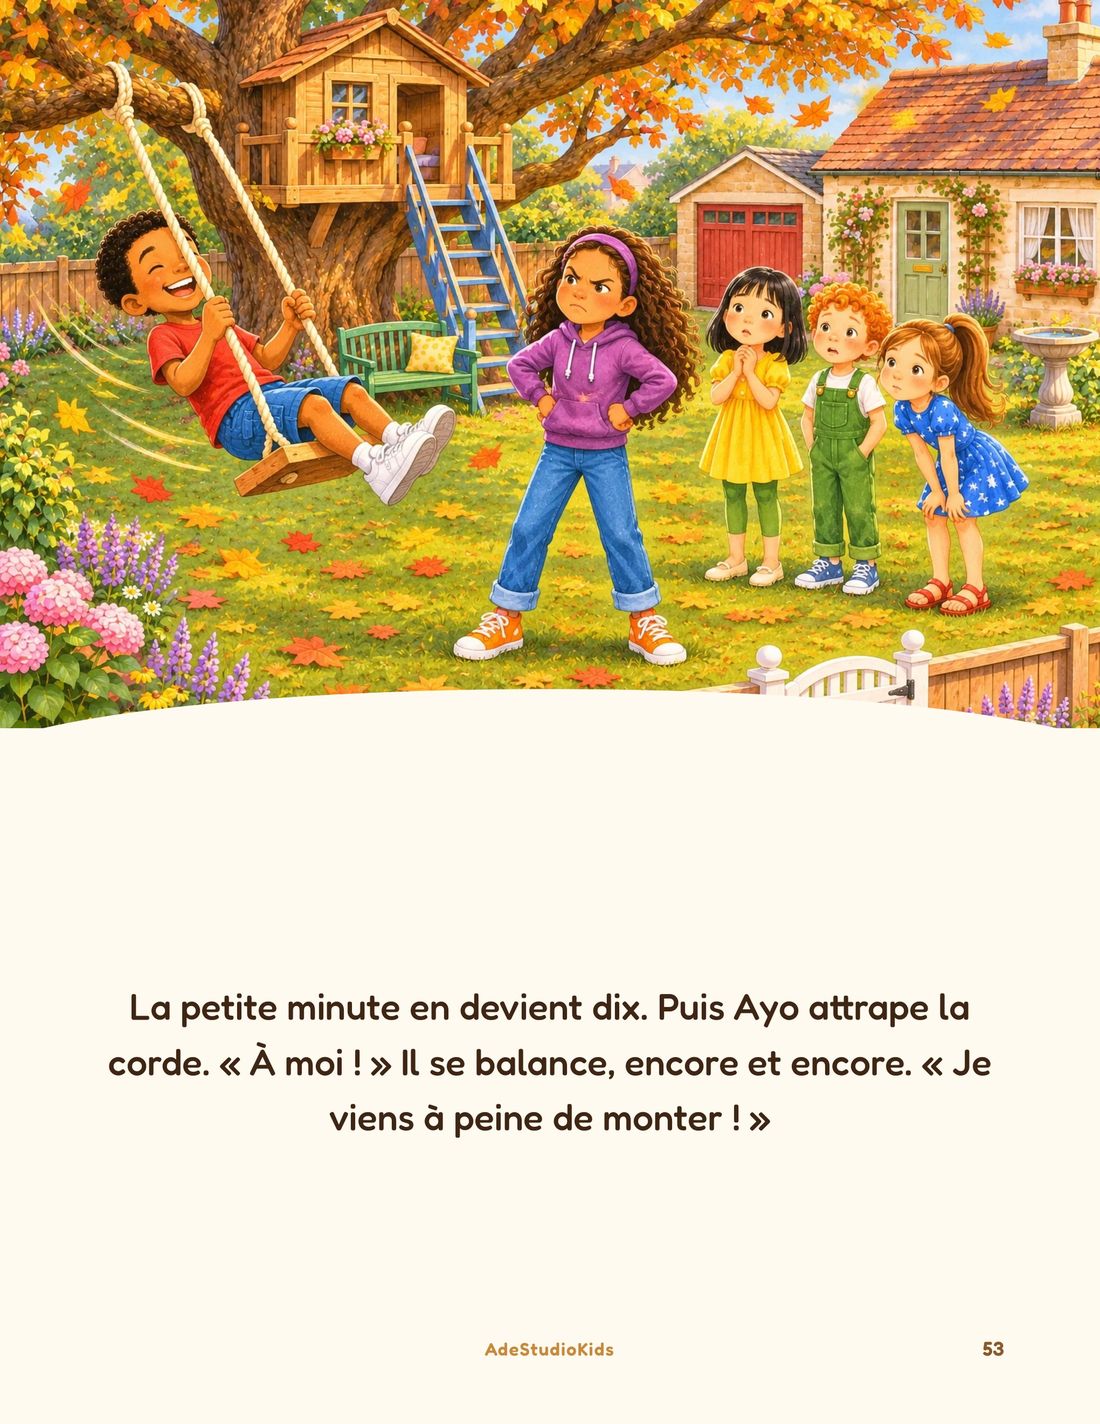 La petite minute en devient dix. Puis Ayo attrape la
corde. « À moi ! » Il se balance, encore et encore. « Je
viens à peine de monter ! »
AdeStudioKids
53